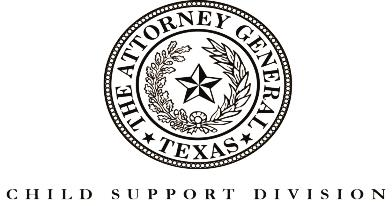 THE ATTORNEY GENERAL
TEXAS
CHILD SUPPORT DIVISION